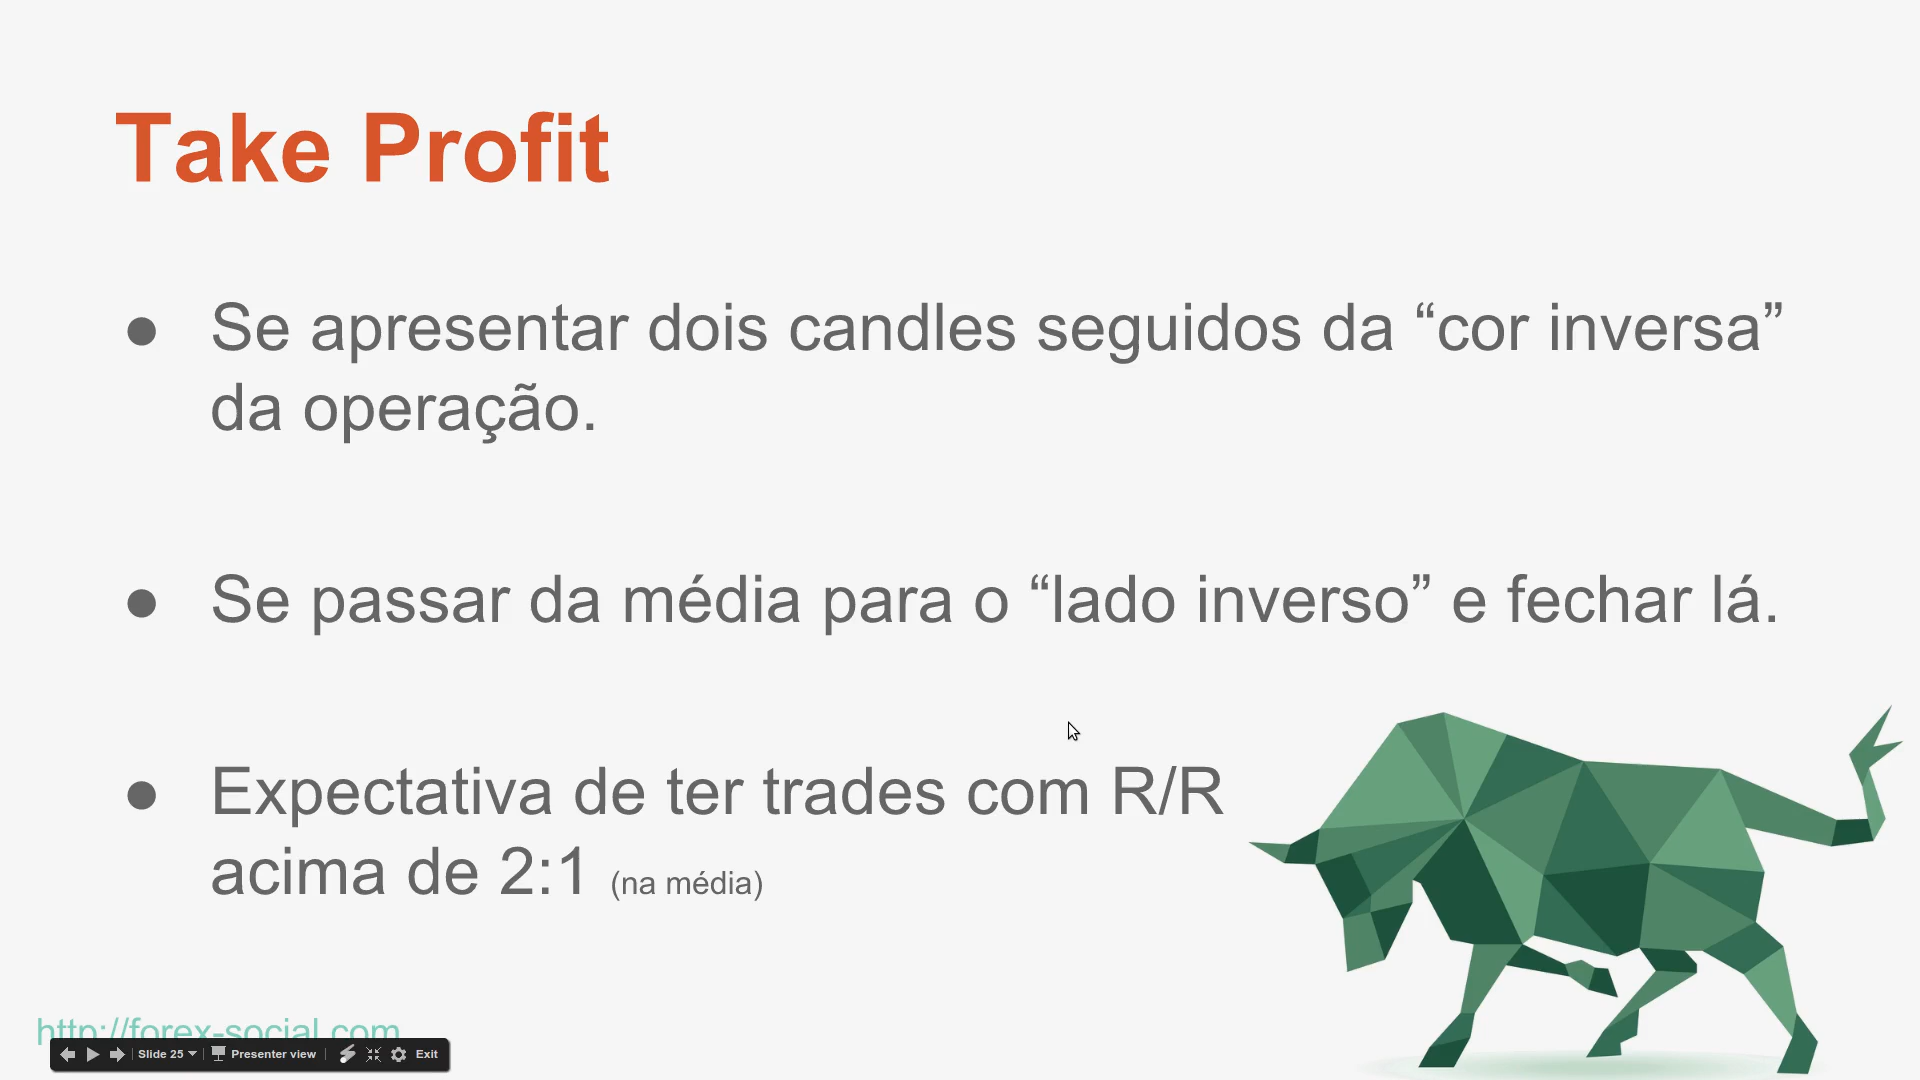 Take Profit
● Se apresentar dois candles seguidos da “cor inversa”
da operação.
● Se passar da média para o “lado inverso” e fechar lá.
● Expectativa de ter trades com R/R
acima de 2:1 (na média)
http://forex-social.com
Slide 25 Presenter view Exit